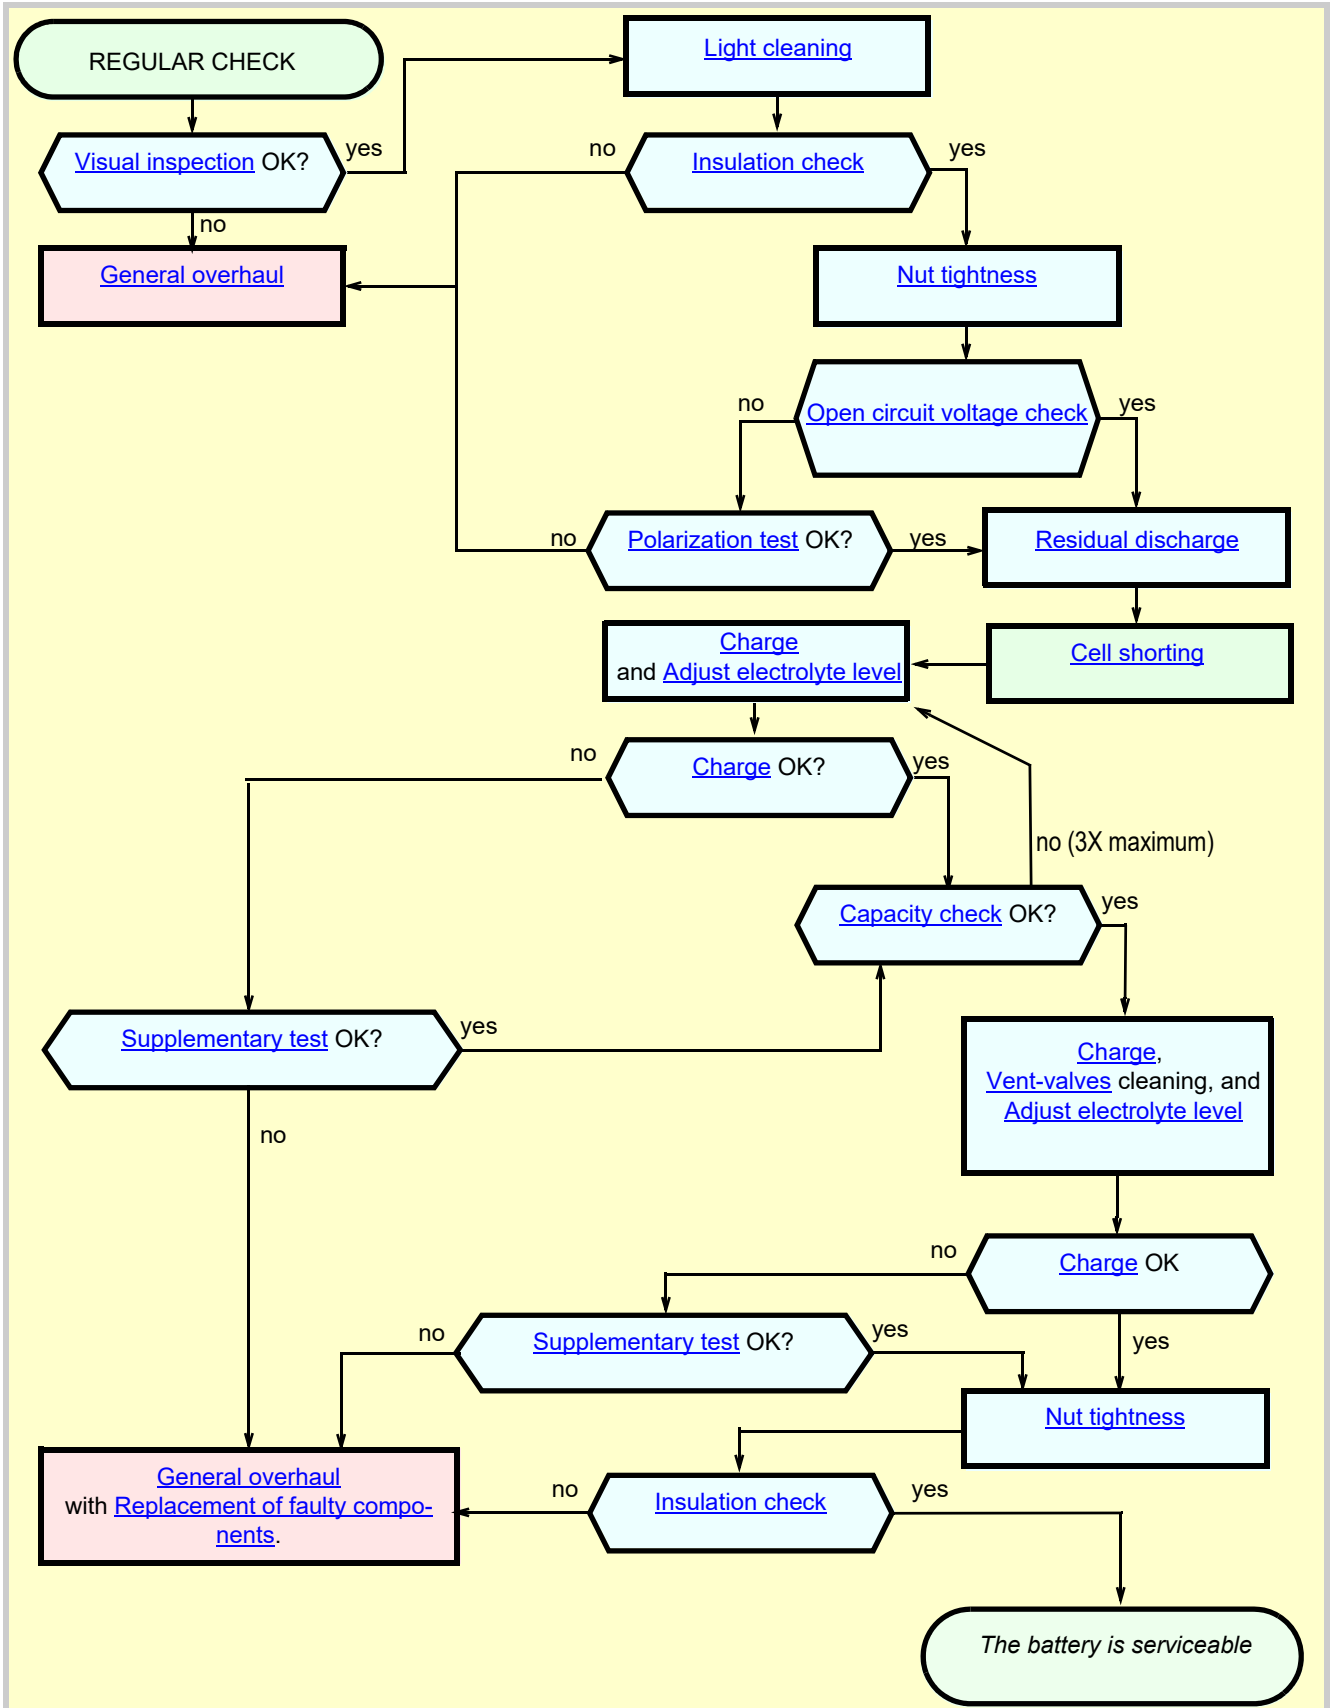 REGULAR CHECK
Light cleaning
Visual inspection OK?
yes
no
Insulation check
yes
no
General overhaul
Nut tightness
no
Open circuit voltage check
yes
no
Polarization test OK?
yes
Residual discharge
Charge
and Adjust electrolyte level
Cell shorting
no
Charge OK?
yes
no (3X maximum)
Capacity check OK?
yes
Supplementary test OK?
yes
Charge,
Vent-valves cleaning, and
Adjust electrolyte level
no
no
Charge OK
no
Supplementary test OK?
yes
yes
Nut tightness
General overhaul
with Replacement of faulty compo-
nents.
no
Insulation check
yes
The battery is serviceable